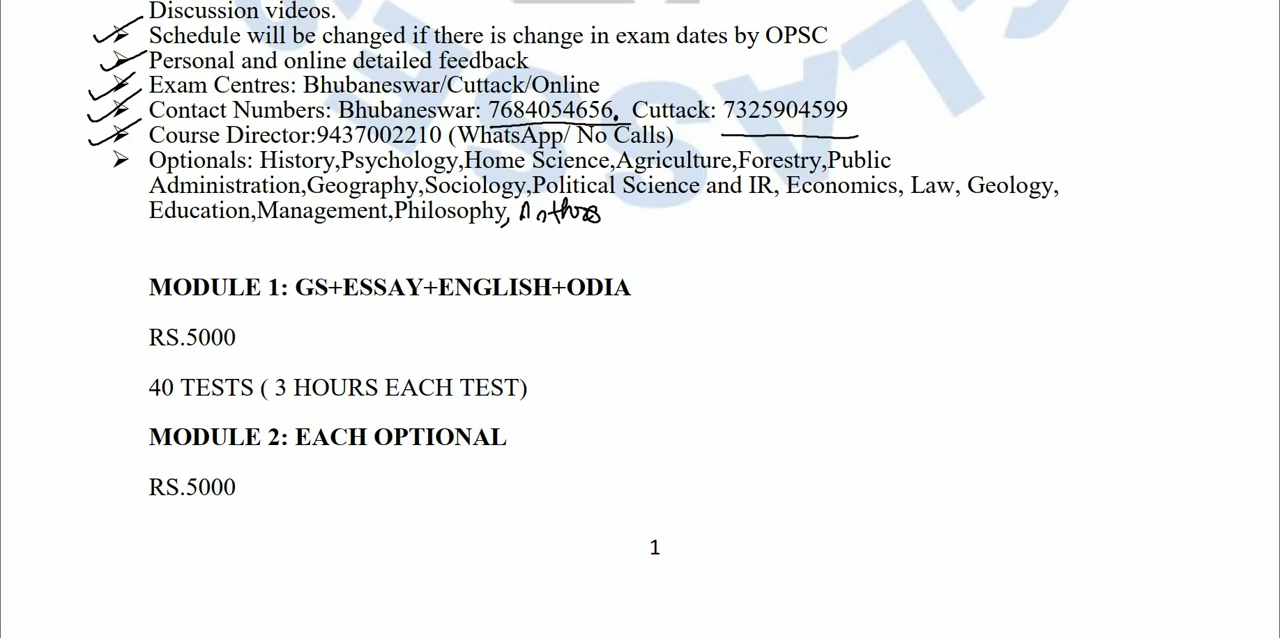 Discussion videos.
Schedule will be changed if there is change in exam dates by OPSC
Personal and online detailed feedback
Exam Centres: Bhubaneswar/Cuttack/Online
Contact Numbers: Bhubaneswar: 7684054656, Cuttack: 7325904599
Course Director:9437002210 (WhatsApp/ No Calls)
Optionals: History,Psychology,Home Science,Agriculture,Forestry,Public
Administration,Geography,Sociology,Political Science and IR, Economics, Law, Geology,
Education,Management,Philosophy,
MODULE 1: GS+ESSAY+ENGLISH+ODIA
RS.5000
40 TESTS ( 3 HOURS EACH TEST)
MODULE 2: EACH OPTIONAL
RS.5000
1